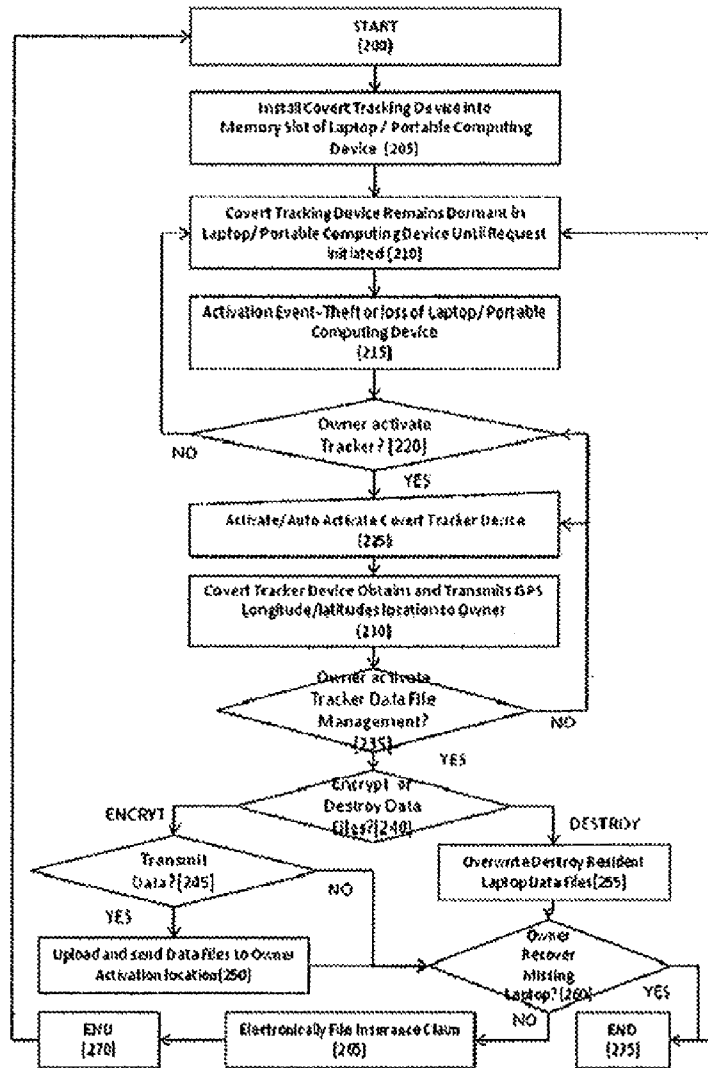 START
[200]
Install Covert Tracking Device into
Memory Slot of Laptop / Portable Computing
Device [205]
Covert Tracking Device Remains Dormant in
Laptop/ Portable Computing Device Until Request
Initiated [210]
Activation Event-Theft or loss of Laptop/ Portable
Computing Device
[215]
Owner activate
Tracker? [220]
NO
YES
Activate/ Auto Activate Covert Tracker Device
[225]
Covert Tracker Device Obtains and Transmits GPS
Longitude/latitudes location to Owner
[230]
Owner activate
Tracker Data File
Management?
[235]
NO
YES
Encrypt or
Destroy Data
Files?[240]
ENCRYT
DESTROY
Transmit
Data?[245]
NO
YES
Overwrite Destroy Resident
Laptop Data Files[255]
Upload and send Data files to Owner
Activation location[250]
Owner
Recover
Missing
Laptop?[260]
YES
NO
END
[270]
Electronically File Insurance Claim
[265]
END
[275]